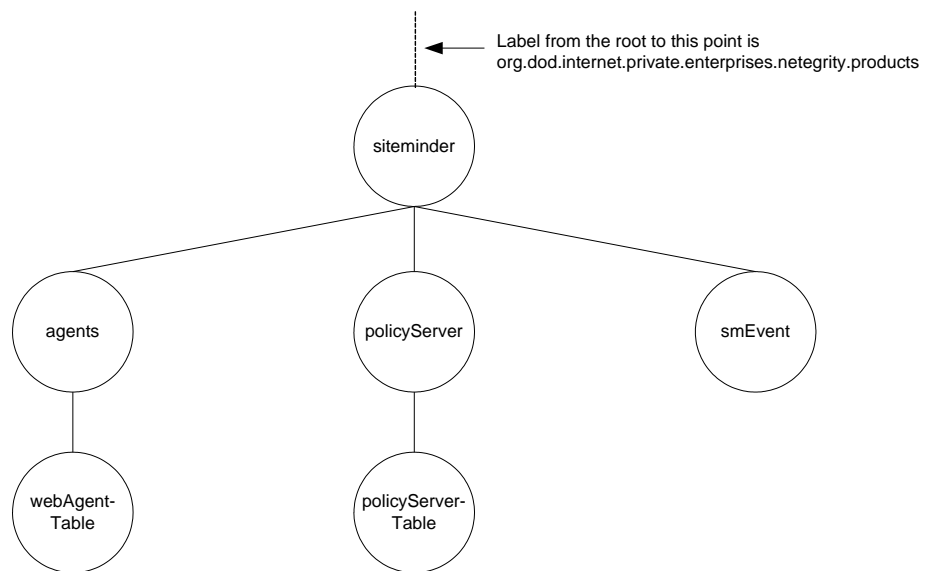 Label from the root to this point is
org.dod.internet.private.enterprises.netegrity.products
siteminder
agents
policyServer
smEvent
webAgent-
Table
policyServer-
Table